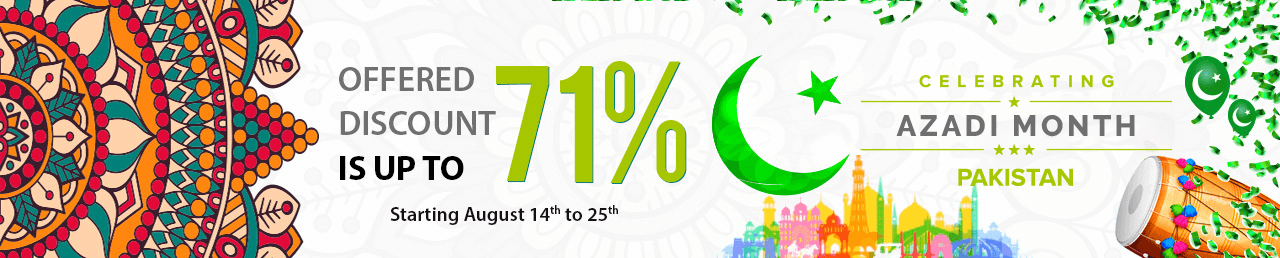 OFFERED
DISCOUNT
IS UP TO
71%
Starting August 14th to 25th
CELEBRATING
AZADI MONTH
PAKISTAN